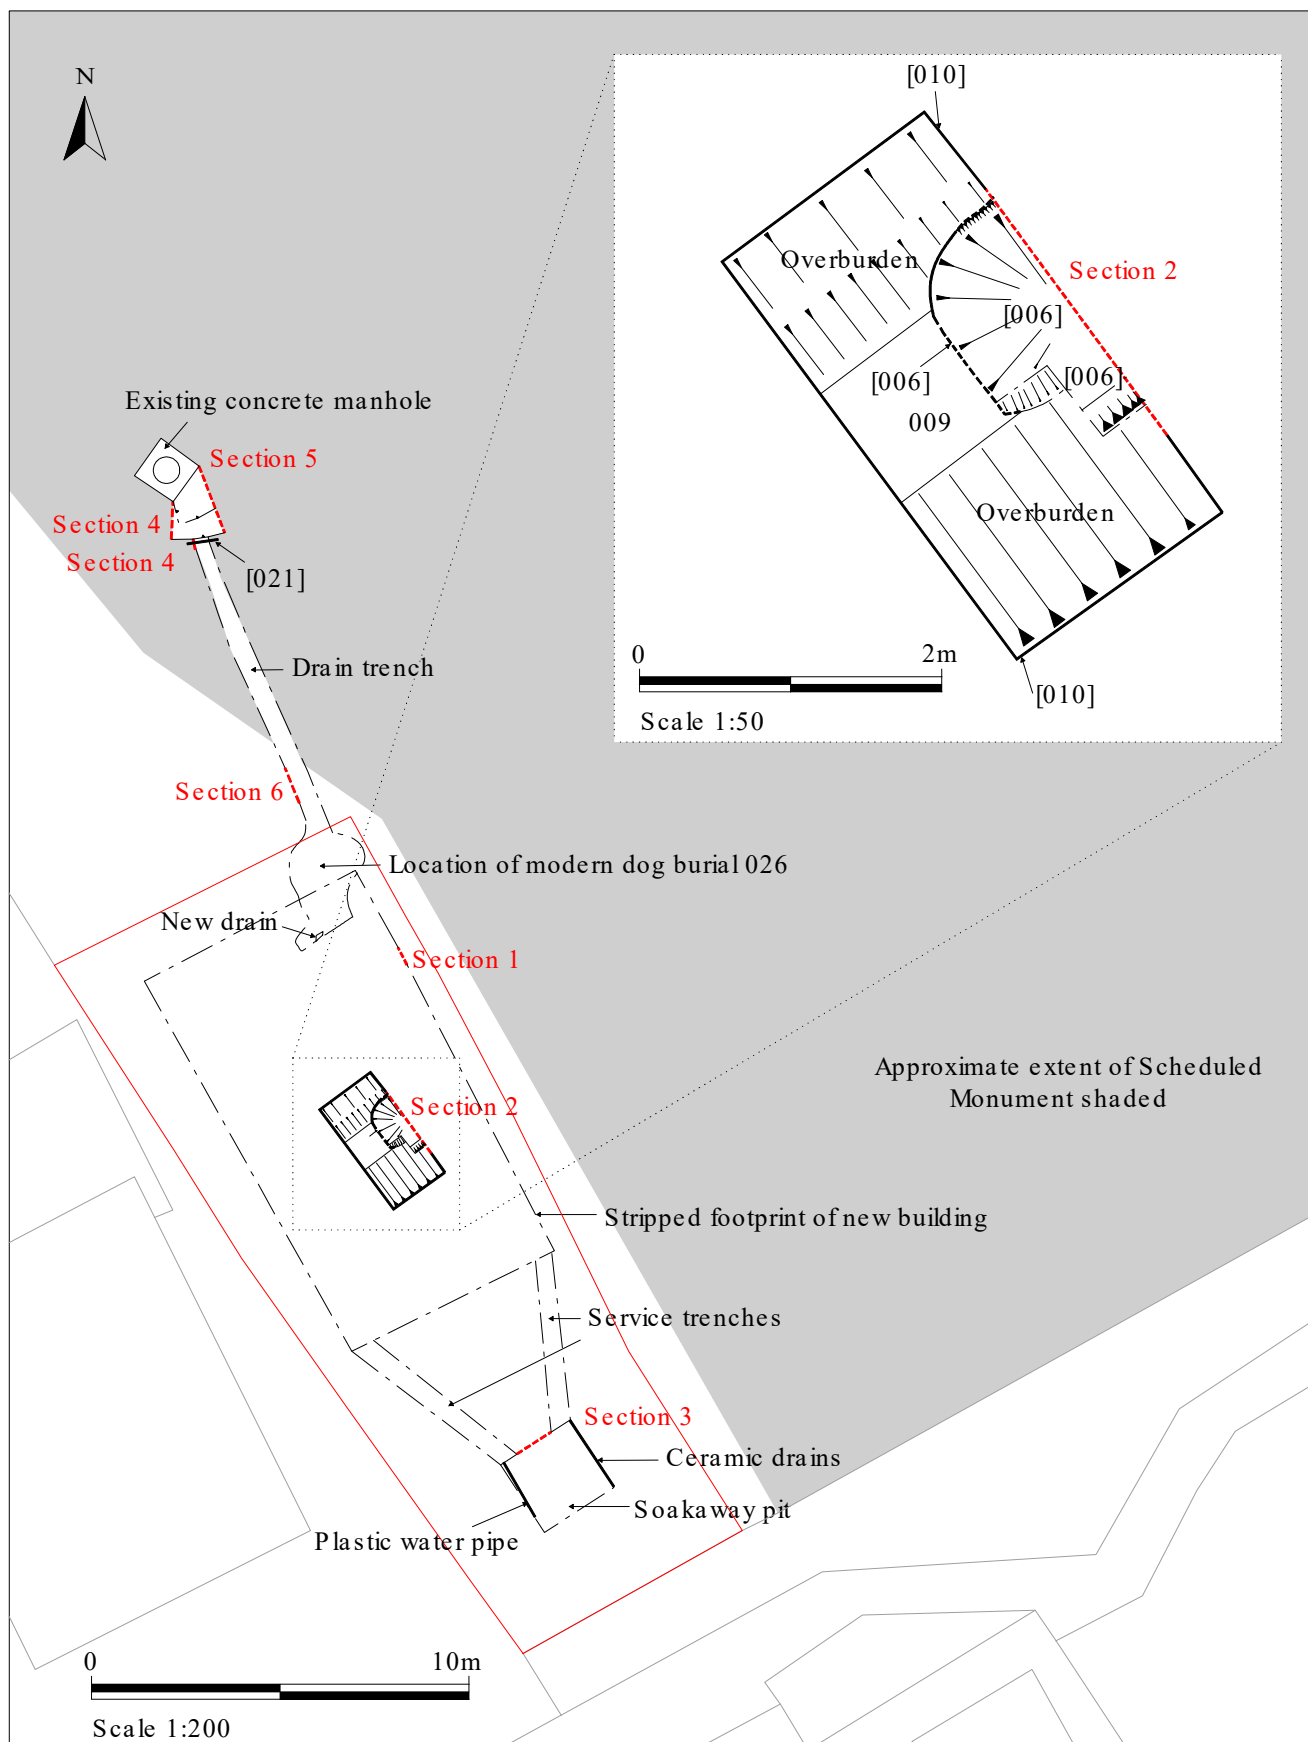 N
[010]
Overburden
Section 2
[006]
[006]
[006]
009
Overburden
0 2m
[010]
Scale 1:50
Existing concrete manhole
Section 5
Section 4
Section 4
[021]
Drain trench
Section 6
Location of modern dog burial 026
New drain
Section 1
Approximate extent of Scheduled
Monument shaded
Section 2
Stripped footprint of new building
Service trenches
Section 3
Ceramic drains
Soakaway pit
Plastic water pipe
0 10m
Scale 1:200